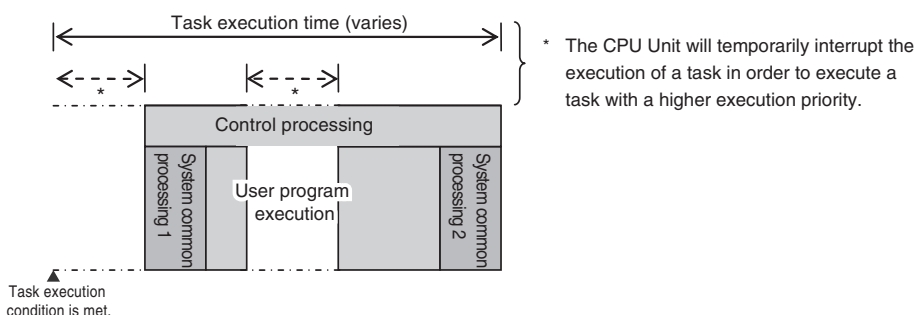 Task execution time (varies)
* The CPU Unit will temporarily interrupt the
execution of a task in order to execute a
task with a higher execution priority.
*
*
Control processing
System common
processing 1
User program
execution
System common
processing 2
Task execution
condition is met.